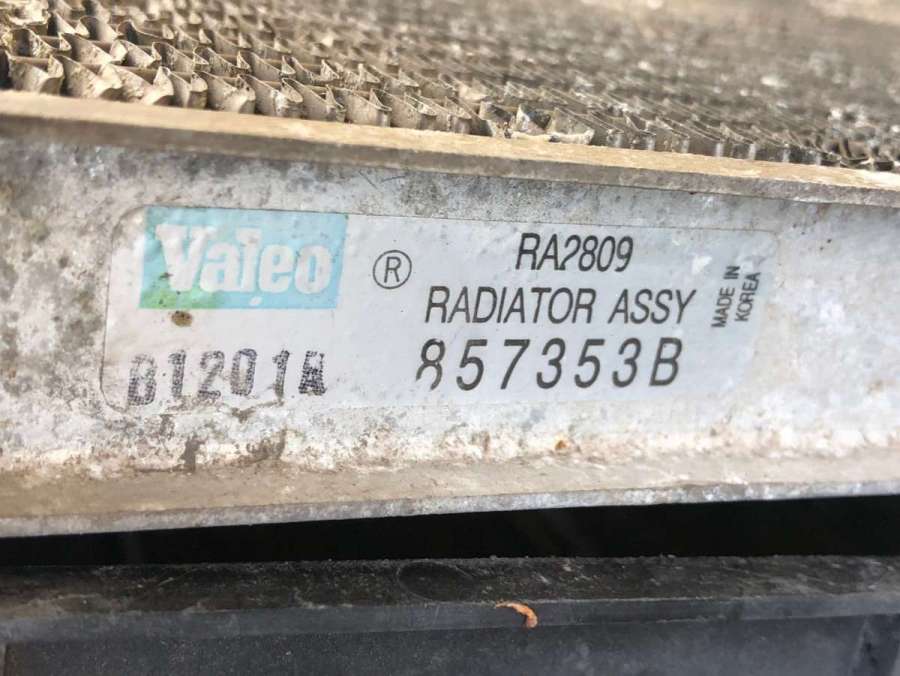 Valeo ®
RA2809
RADIATOR ASSY
857353B
MADE IN
KOREA
B1201A